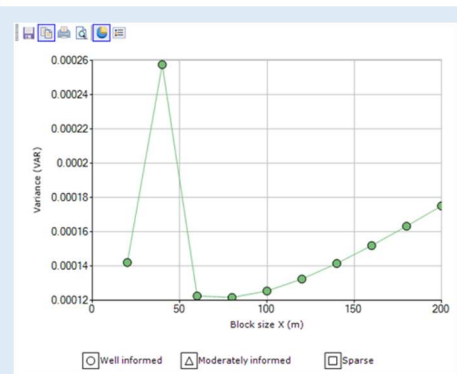 0.00026
0.00024
0.00022
0.0002
0.00018
0.00016
0.00014
0.00012
Variance (VAR)
0 50 100 150 200
Block size X (m)
Well informed Moderately informed Sparse